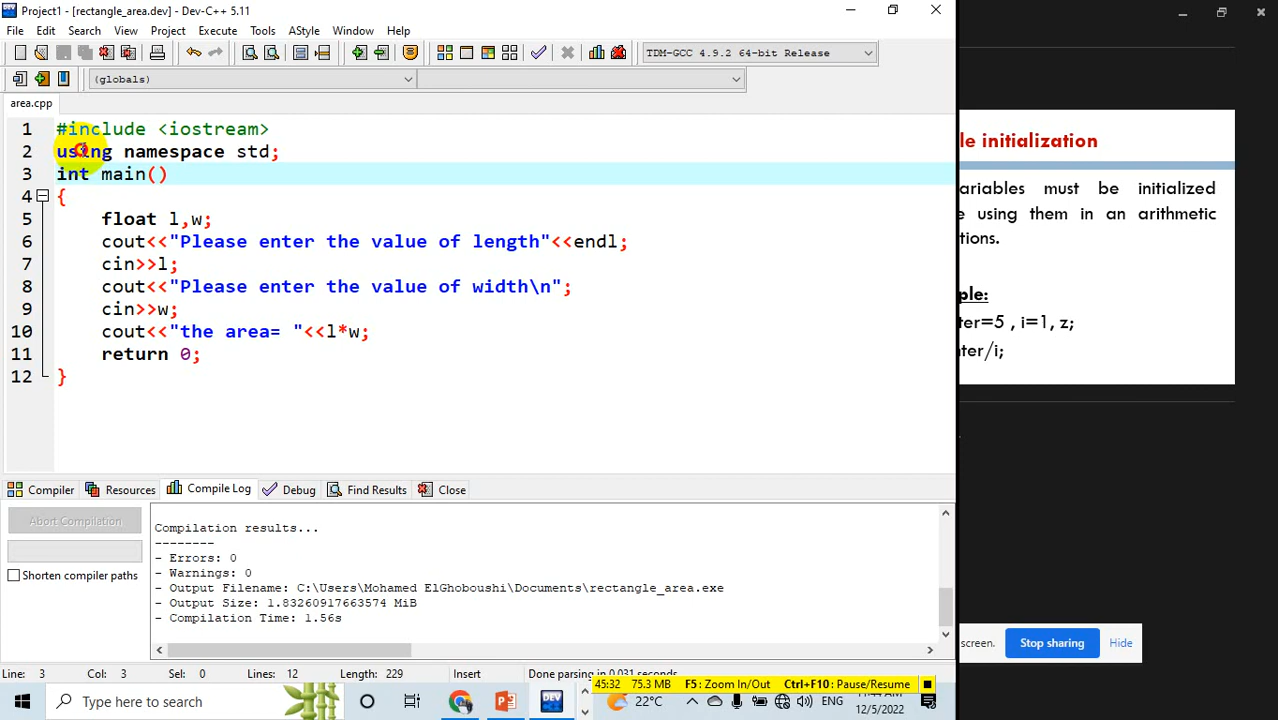 Project1 - [rectangle_area.dev] - Dev-C++ 5.11
File Edit Search View Project Execute Tools AStyle Window Help
TDM-GCC 4.9.2 64-bit Release
(globals)
area.cpp
1 #include <iostream>
2 using namespace std;
3 int main()
4 {
5 float l,w;
6 cout<<"Please enter the value of length"<<endl;
7 cin>>l;
8 cout<<"Please enter the value of width\n";
9 cin>>w;
10 cout<<"the area= "<<l*w;
11 return 0;
12 }
le initialization
ariables must be initialized
e using them in an arithmetic
tions.
ple:
ter=5 , i=1, z;
nter/i;
Compiler Resources Compile Log Debug Find Results Close
Abort Compilation
Shorten compiler paths
Compilation results...
--------
- Errors: 0
- Warnings: 0
- Output Filename: C:\Users\Mohamed ElGhoboushi\Documents\rectangle_area.exe
- Output Size: 1.83260917663574 MiB
- Compilation Time: 1.56s
screen. Stop sharing Hide
Line: 3 Col: 3 Sel: 0 Lines: 12 Length: 229 Insert Done parsing in 0.031 seconds
45:32 75.3 MB F5: Zoom In/Out Ctrl+F10: Pause/Resume
Type here to search
DEV
22°C
ENG
12/5/2022